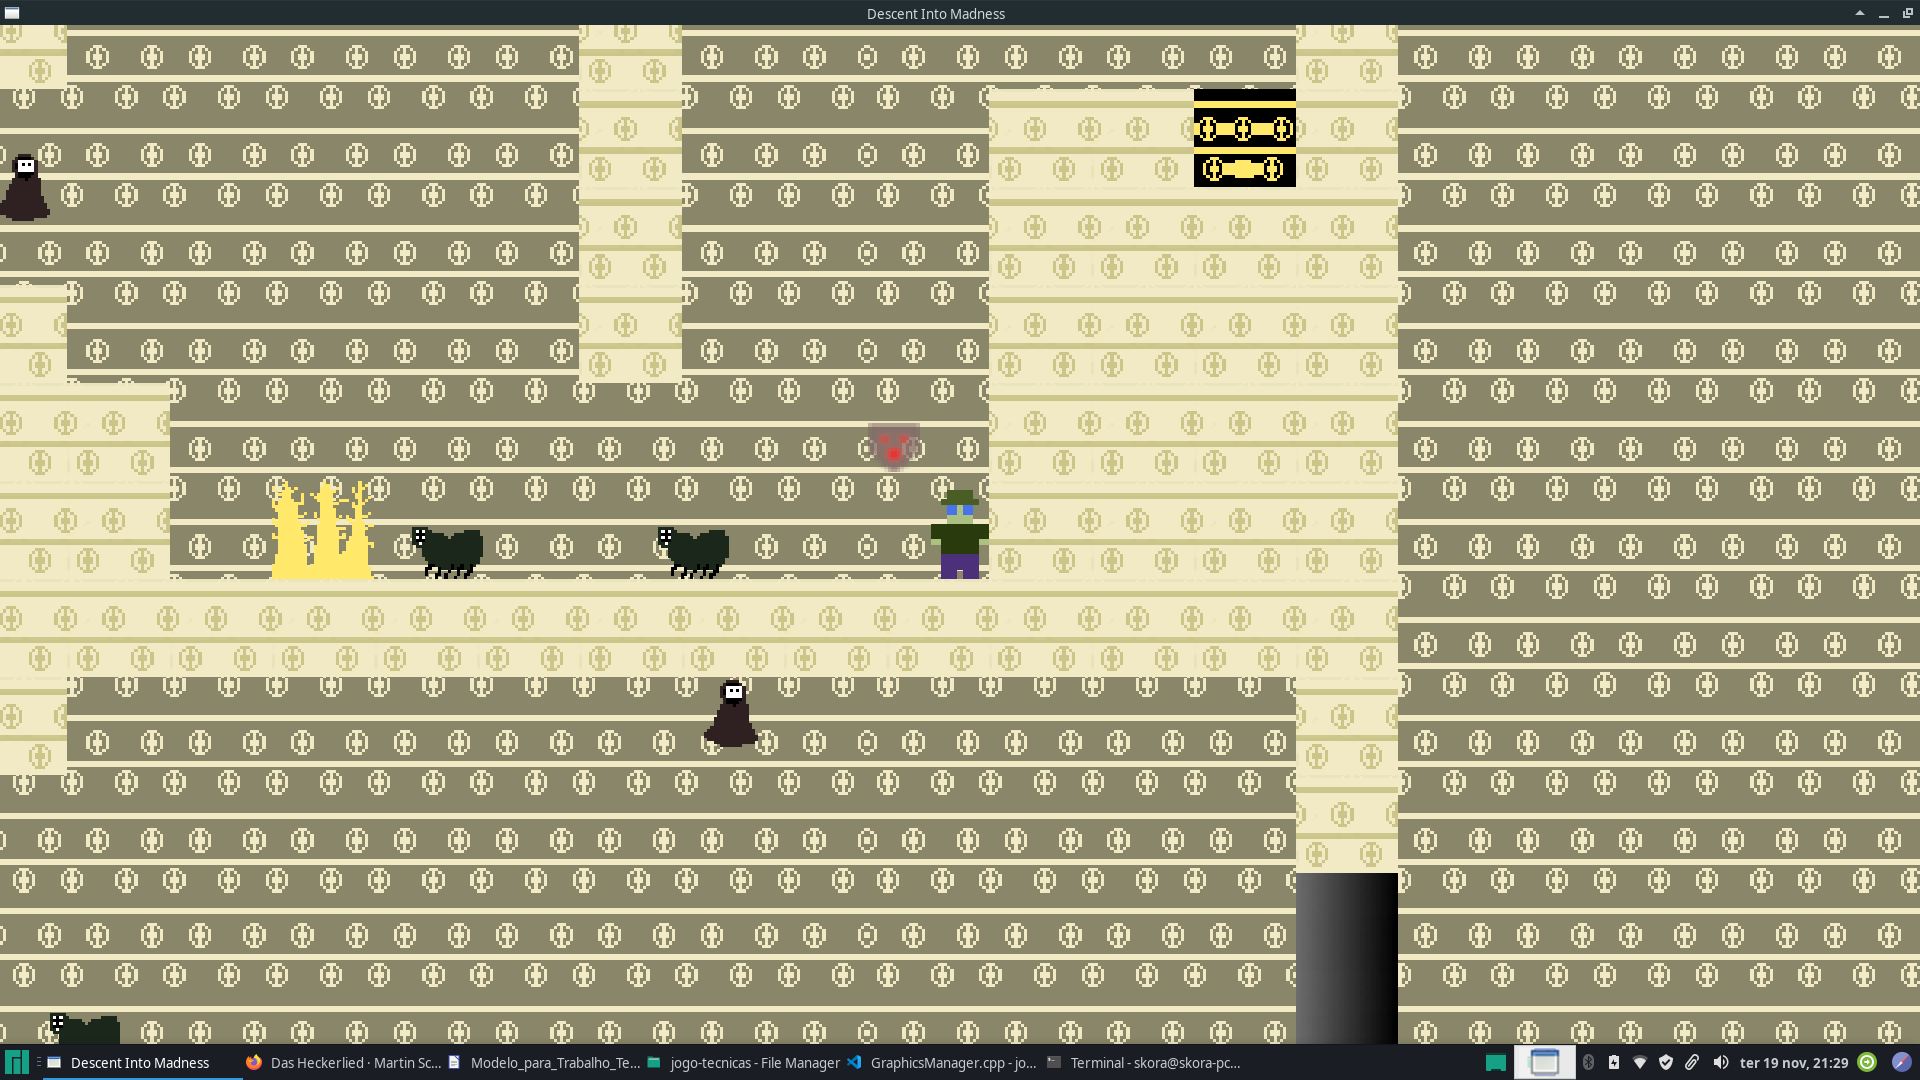 Descent Into Madness
Descent Into Madness
Das Heckerlied · Martin Sc...
Modelo_para_Trabalho_Te...
jogo-tecnicas - File Manager
GraphicsManager.cpp - jo...
Terminal - skora@skora-pc...
ter 19 nov, 21:29